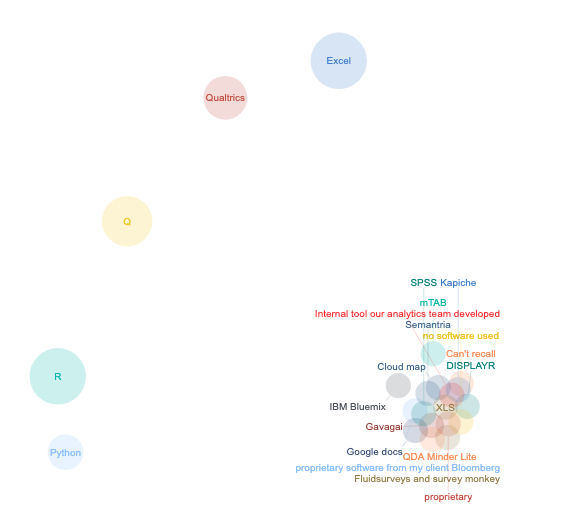 Excel
Qualtrics
Q
SPSS
Kapiche
mTAB
Internal tool our analytics team developed
Semantria
no software used
Can't recall
DISPLAYR
Cloud map
R
IBM Bluemix
XLS
Gavagai
Python
Google docs
QDA Minder Lite
proprietary software from my client Bloomberg
Fluidsurveys and survey monkey
proprietary